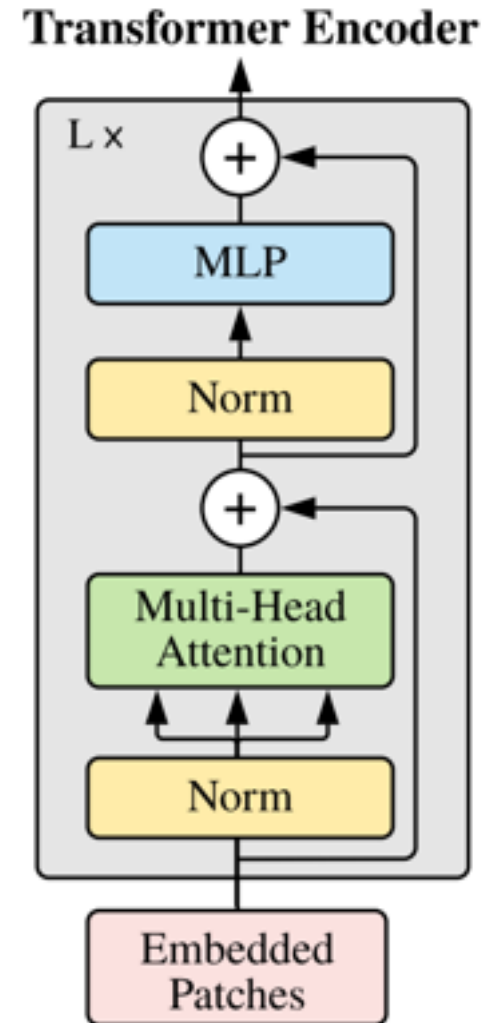 Transformer Encoder
L ×
+
MLP
Norm
+
Multi-Head
Attention
Norm
Embedded
Patches